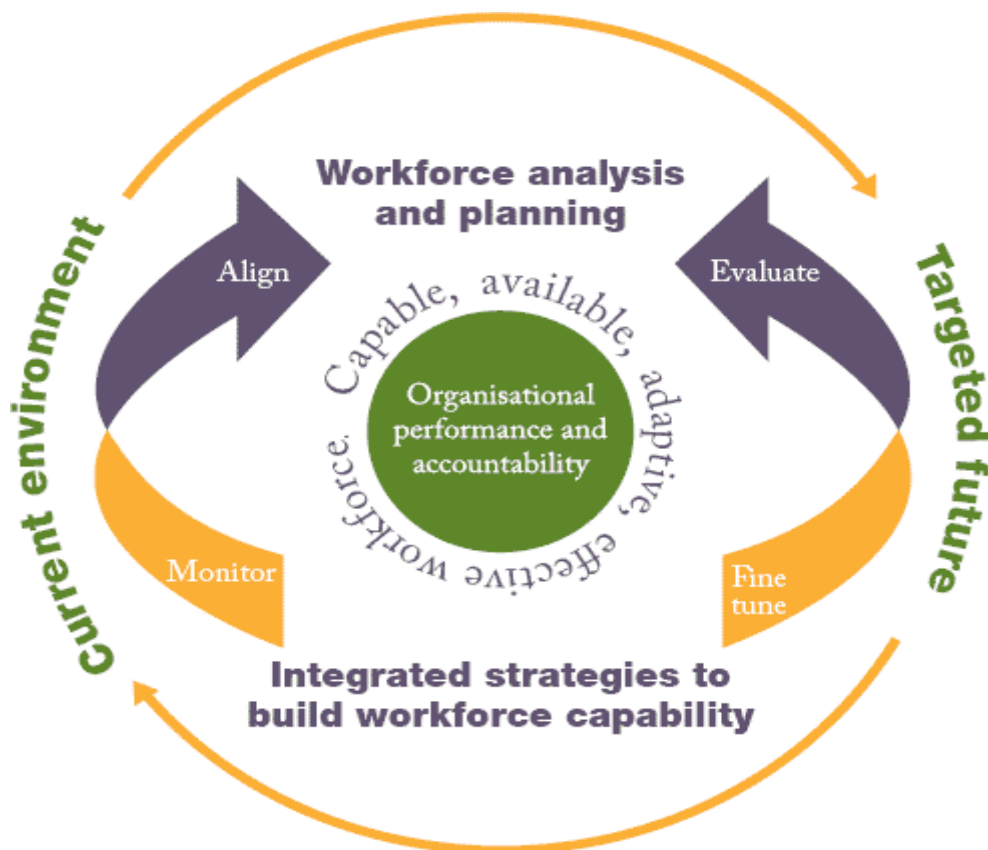 Workforce analysis
and planning
Align
Evaluate
Current environment
Targeted future
Capable, available, adaptive, effective workforce.
Organisational
performance and
accountability
Monitor
Fine
tune
Integrated strategies to
build workforce capability